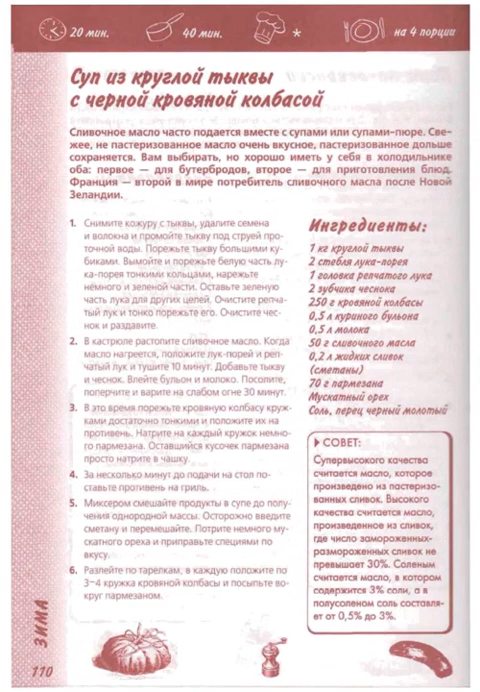 20 мин.
40 мин.
*
на 4 порции
Суп из круглой тыквы
с черной кровяной колбасой
Сливочное масло часто подается вместе с супами или супами-пюре. Све-
жее, не пастеризованное масло очень вкусное, пастеризованное дольше
сохраняется. Вам выбирать, но хорошо иметь у себя в холодильнике
оба: первое — для бутербродов, второе — для приготовления блюд.
Франция — второй в мире потребитель сливочного масла после Новой
Зеландии.
1. Снимите кожуру с тыквы, удалите семена
и волокна и промойте тыкву под струей про-
точной воды. Порежьте тыкву большими ку-
биками. Вымойте и порежьте белую часть лу-
ка-порея тонкими кольцами, нарежьте
немного и зеленой части. Оставьте зеленую
часть лука для других целей. Очистите репча-
тый лук и тонко порежьте его. Очистите чес-
нок и раздавите.
2. В кастрюле растопите сливочное масло. Когда
масло нагреется, положите лук-порей и реп-
чатый лук и тушите 10 минут. Добавьте тыкву
и чеснок. Влейте бульон и молоко. Посолите,
поперчите и варите на слабом огне 30 минут.
3. В это время порежьте кровяную колбасу круж-
ками достаточно тонкими и положите их на
противень. Натрите на каждый кружок немно-
го пармезана. Оставшийся кусочек пармезана
просто натрите в чашку.
4. За несколько минут до подачи на стол по-
ставьте противень на гриль.
5. Миксером смешайте продукты в супе до полу-
чения однородной массы. Осторожно введите
сметану и перемешайте. Потрите немного му-
скатного ореха и приправьте специями по
вкусу.
6. Разлейте по тарелкам, в каждую положите по
3–4 кружка кровяной колбасы и посыпьте во-
круг пармезаном.
Ингредиенты:
1 кг круглой тыквы
2 стебля лука-порея
1 головка репчатого лука
2 зубчика чеснока
250 г кровяной колбасы
0,5 л куриного бульона
0,5 л молока
50 г сливочного масла
0,2 л жидких сливок
(сметаны)
70 г пармезана
Мускатный орех
Соль, перец черный молотый
СОВЕТ:
Супервысокого качества
считается масло, которое
произведено из пастеризо-
ванных сливок. Высокого
качества считается масло,
произведенное из сливок,
где число замороженных-
размороженных сливок не
превышает 30%. Соленым
считается масло, в котором
содержится 3% соли, а в
полусоленом соль составля-
ет от 0,5% до 3%.
ЗИМА
110